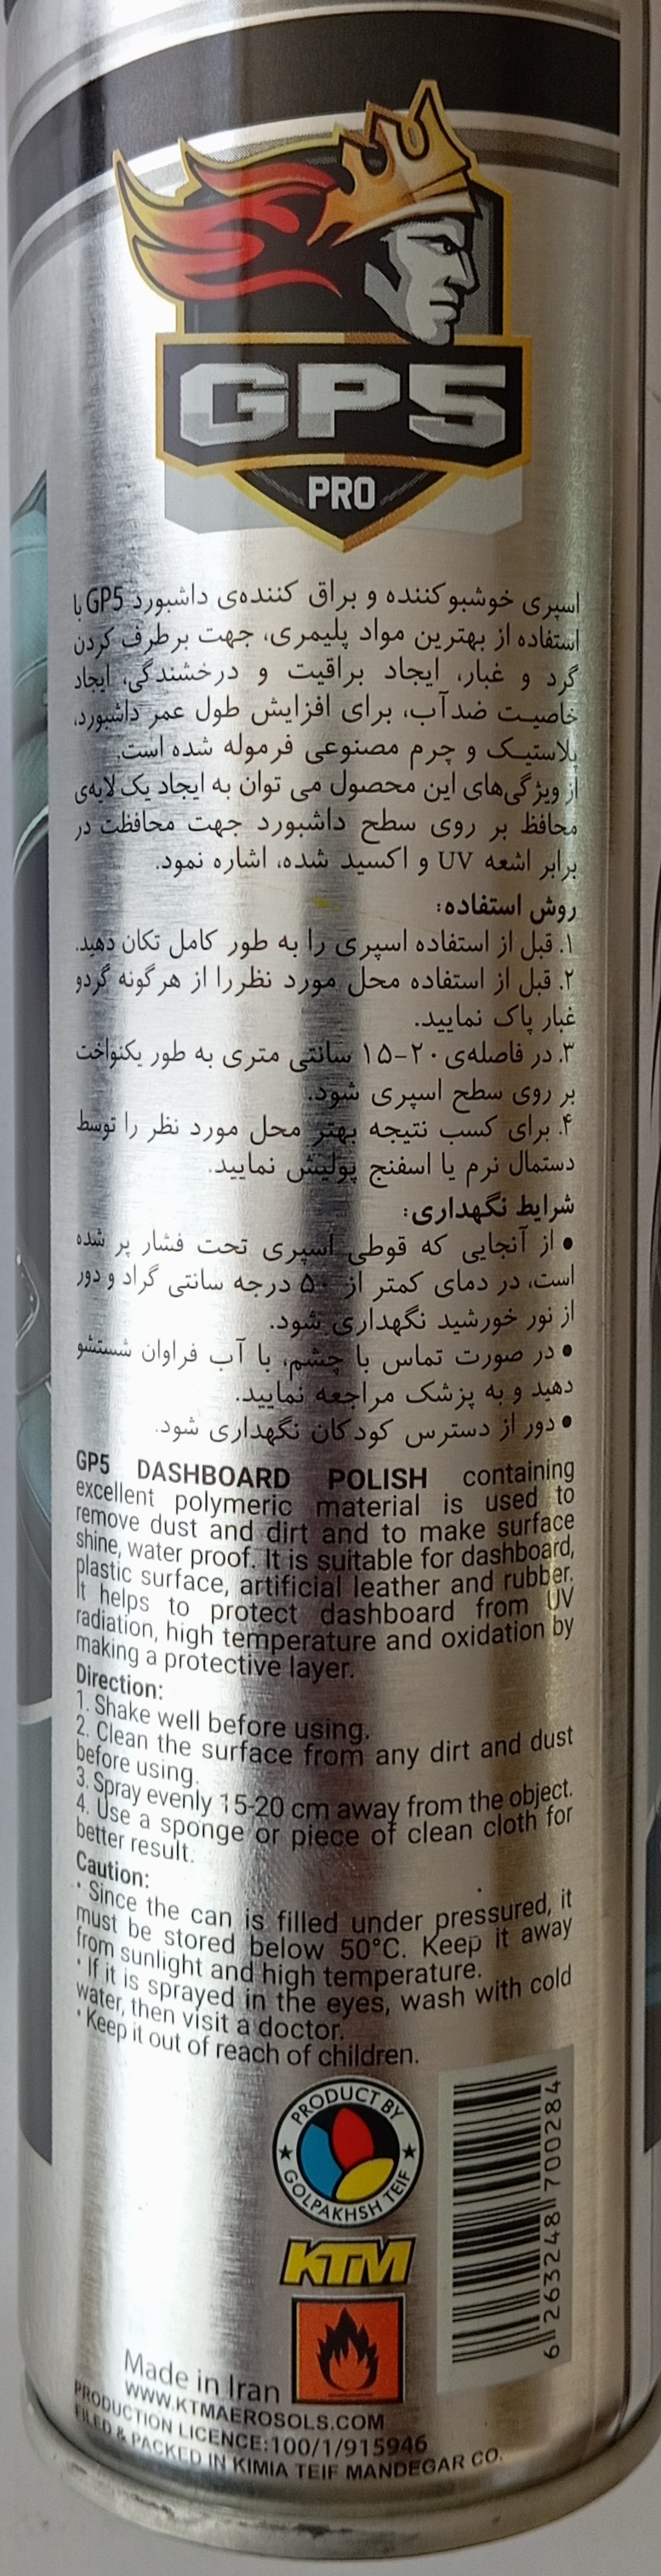 GP5
PRO
اسپری خوشبو کننده و براق کننده‌ی داشبورد GP5 با
استفاده از بهترین مواد پلیمری، جهت برطرف کردن
گرد و غبار، ایجاد براقیت و درخشندگی، ایجاد
خاصیت ضدآب، برای افزایش طول عمر داشبورد،
پلاستیک و چرم مصنوعی فرموله شده است.
از ویژگی‌های این محصول می توان به ایجاد یک لایه‌ی
محافظ بر روی سطح داشبورد جهت محافظت در
برابر اشعه UV و اکسید شده، اشاره نمود.
روش استفاده:
۱. قبل از استفاده اسپری را به طور کامل تکان دهید.
۲. قبل از استفاده محل مورد نظر را از هر گونه گرد و
غبار پاک نمایید.
۳. در فاصله‌ی ۲۰-۱۵ سانتی متری به طور یکنواخت
بر روی سطح اسپری شود.
۴. برای کسب نتیجه بهتر محل مورد نظر را توسط
دستمال نرم یا اسفنج پولیش نمایید.
شرایط نگهداری:
• از آنجایی که قوطی اسپری تحت فشار پر شده
است، در دمای کمتر از ۵۰ درجه سانتی گراد و دور
از نور خورشید نگهداری شود.
• در صورت تماس با چشم، با آب فراوان شستشو
دهید و به پزشک مراجعه نمایید.
• دور از دسترس کودکان نگهداری شود.
GP5 DASHBOARD POLISH containing
excellent polymeric material is used to
remove dust and dirt and to make surface
shine, water proof. It is suitable for dashboard,
plastic surface, artificial leather and rubber.
It helps to protect dashboard from UV
radiation, high temperature and oxidation by
making a protective layer.
Direction:
1. Shake well before using.
2. Clean the surface from any dirt and dust
before using.
3. Spray evenly 15-20 cm away from the object.
4. Use a sponge or piece of clean cloth for
better result.
Caution:
• Since the can is filled under pressured, it
must be stored below 50°C. Keep it away
from sunlight and high temperature.
• If it is sprayed in the eyes, wash with cold
water, then visit a doctor.
• Keep it out of reach of children.
PRODUCT BY
GOLPAKHSH TEIF
KTM
6 263248 700284
Made in Iran
WWW.KTMAEROSOLS.COM
PRODUCTION LICENCE:100/1/915946
FILED & PACKED IN KIMIA TEIF MANDEGAR CO.